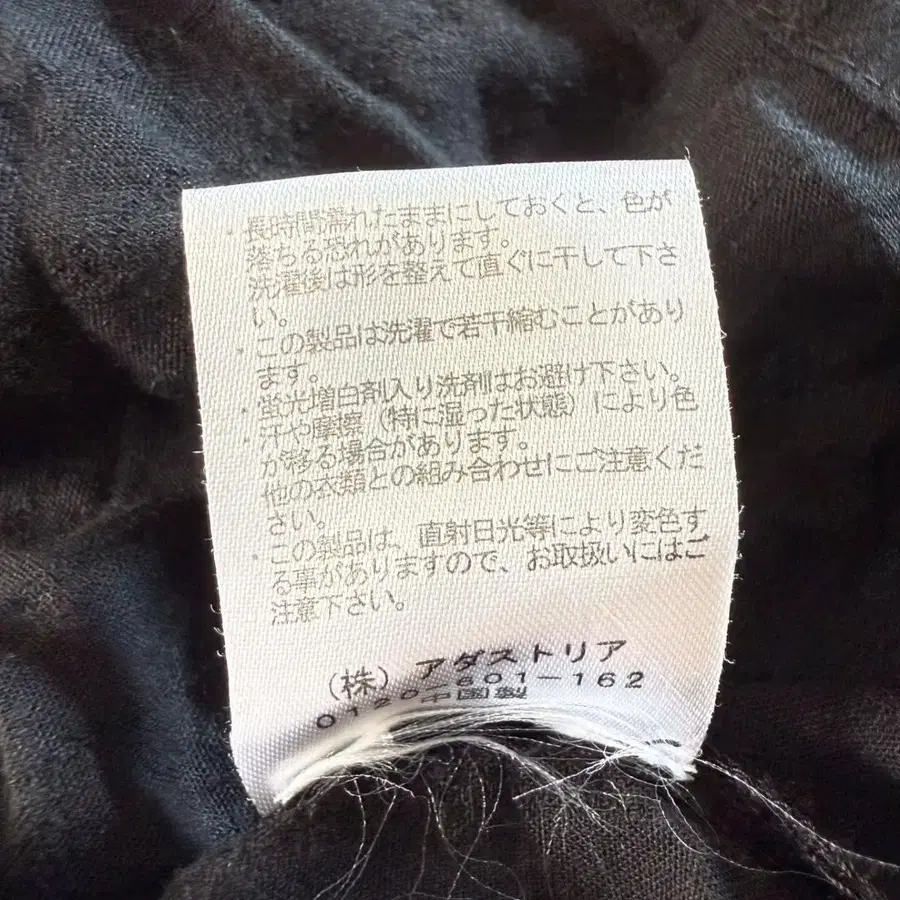 ・長時間濡れたままにしておくと、色が
落ちる恐れがあります。
洗濯後は形を整えて直ぐに干して下さ
い。
・この製品は洗濯で若干縮むことがあり
ます。
・蛍光増白剤入り洗剤はお避け下さい。
・汗や摩擦（特に湿った状態）により色
が移る場合があります。
他の衣類との組み合わせにご注意くだ
さい。
・この製品は、直射日光等により変色す
る事がありますので、お取扱いにはご
注意下さい。
（株）アダストリア
0120-601-162
中国製